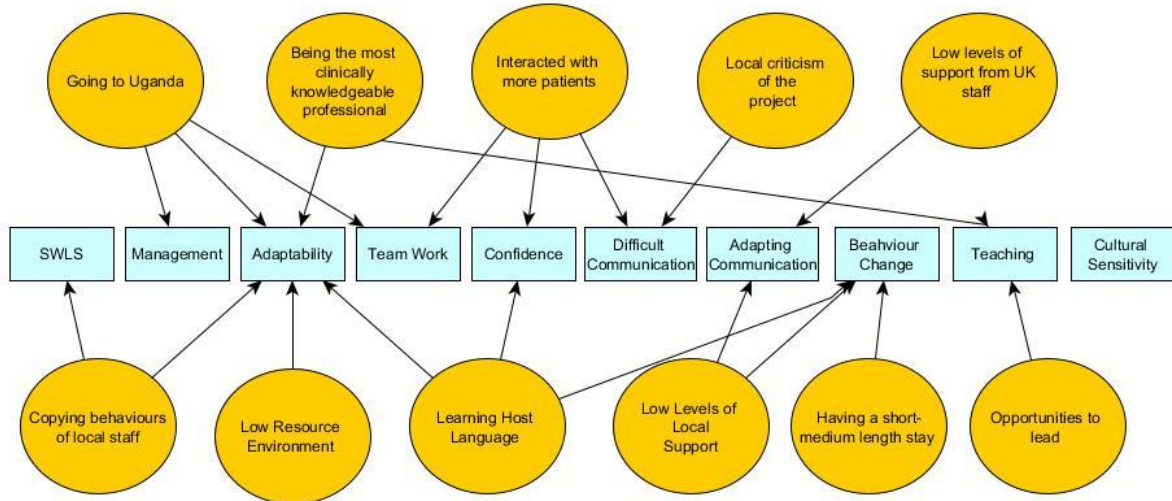 Going to Uganda
Being the most
clinically
knowledgeable
professional
Interacted with
more patients
Local criticism
of the
project
Low levels of
support from UK
staff
SWLS
Management
Adaptability
Team Work
Confidence
Difficult
Communication
Adapting
Communication
Beahviour
Change
Teaching
Cultural
Sensitivity
Copying behaviours
of local staff
Low Resource
Environment
Learning Host
Language
Low Levels of
Local
Support
Having a short-
medium length stay
Opportunities to
lead